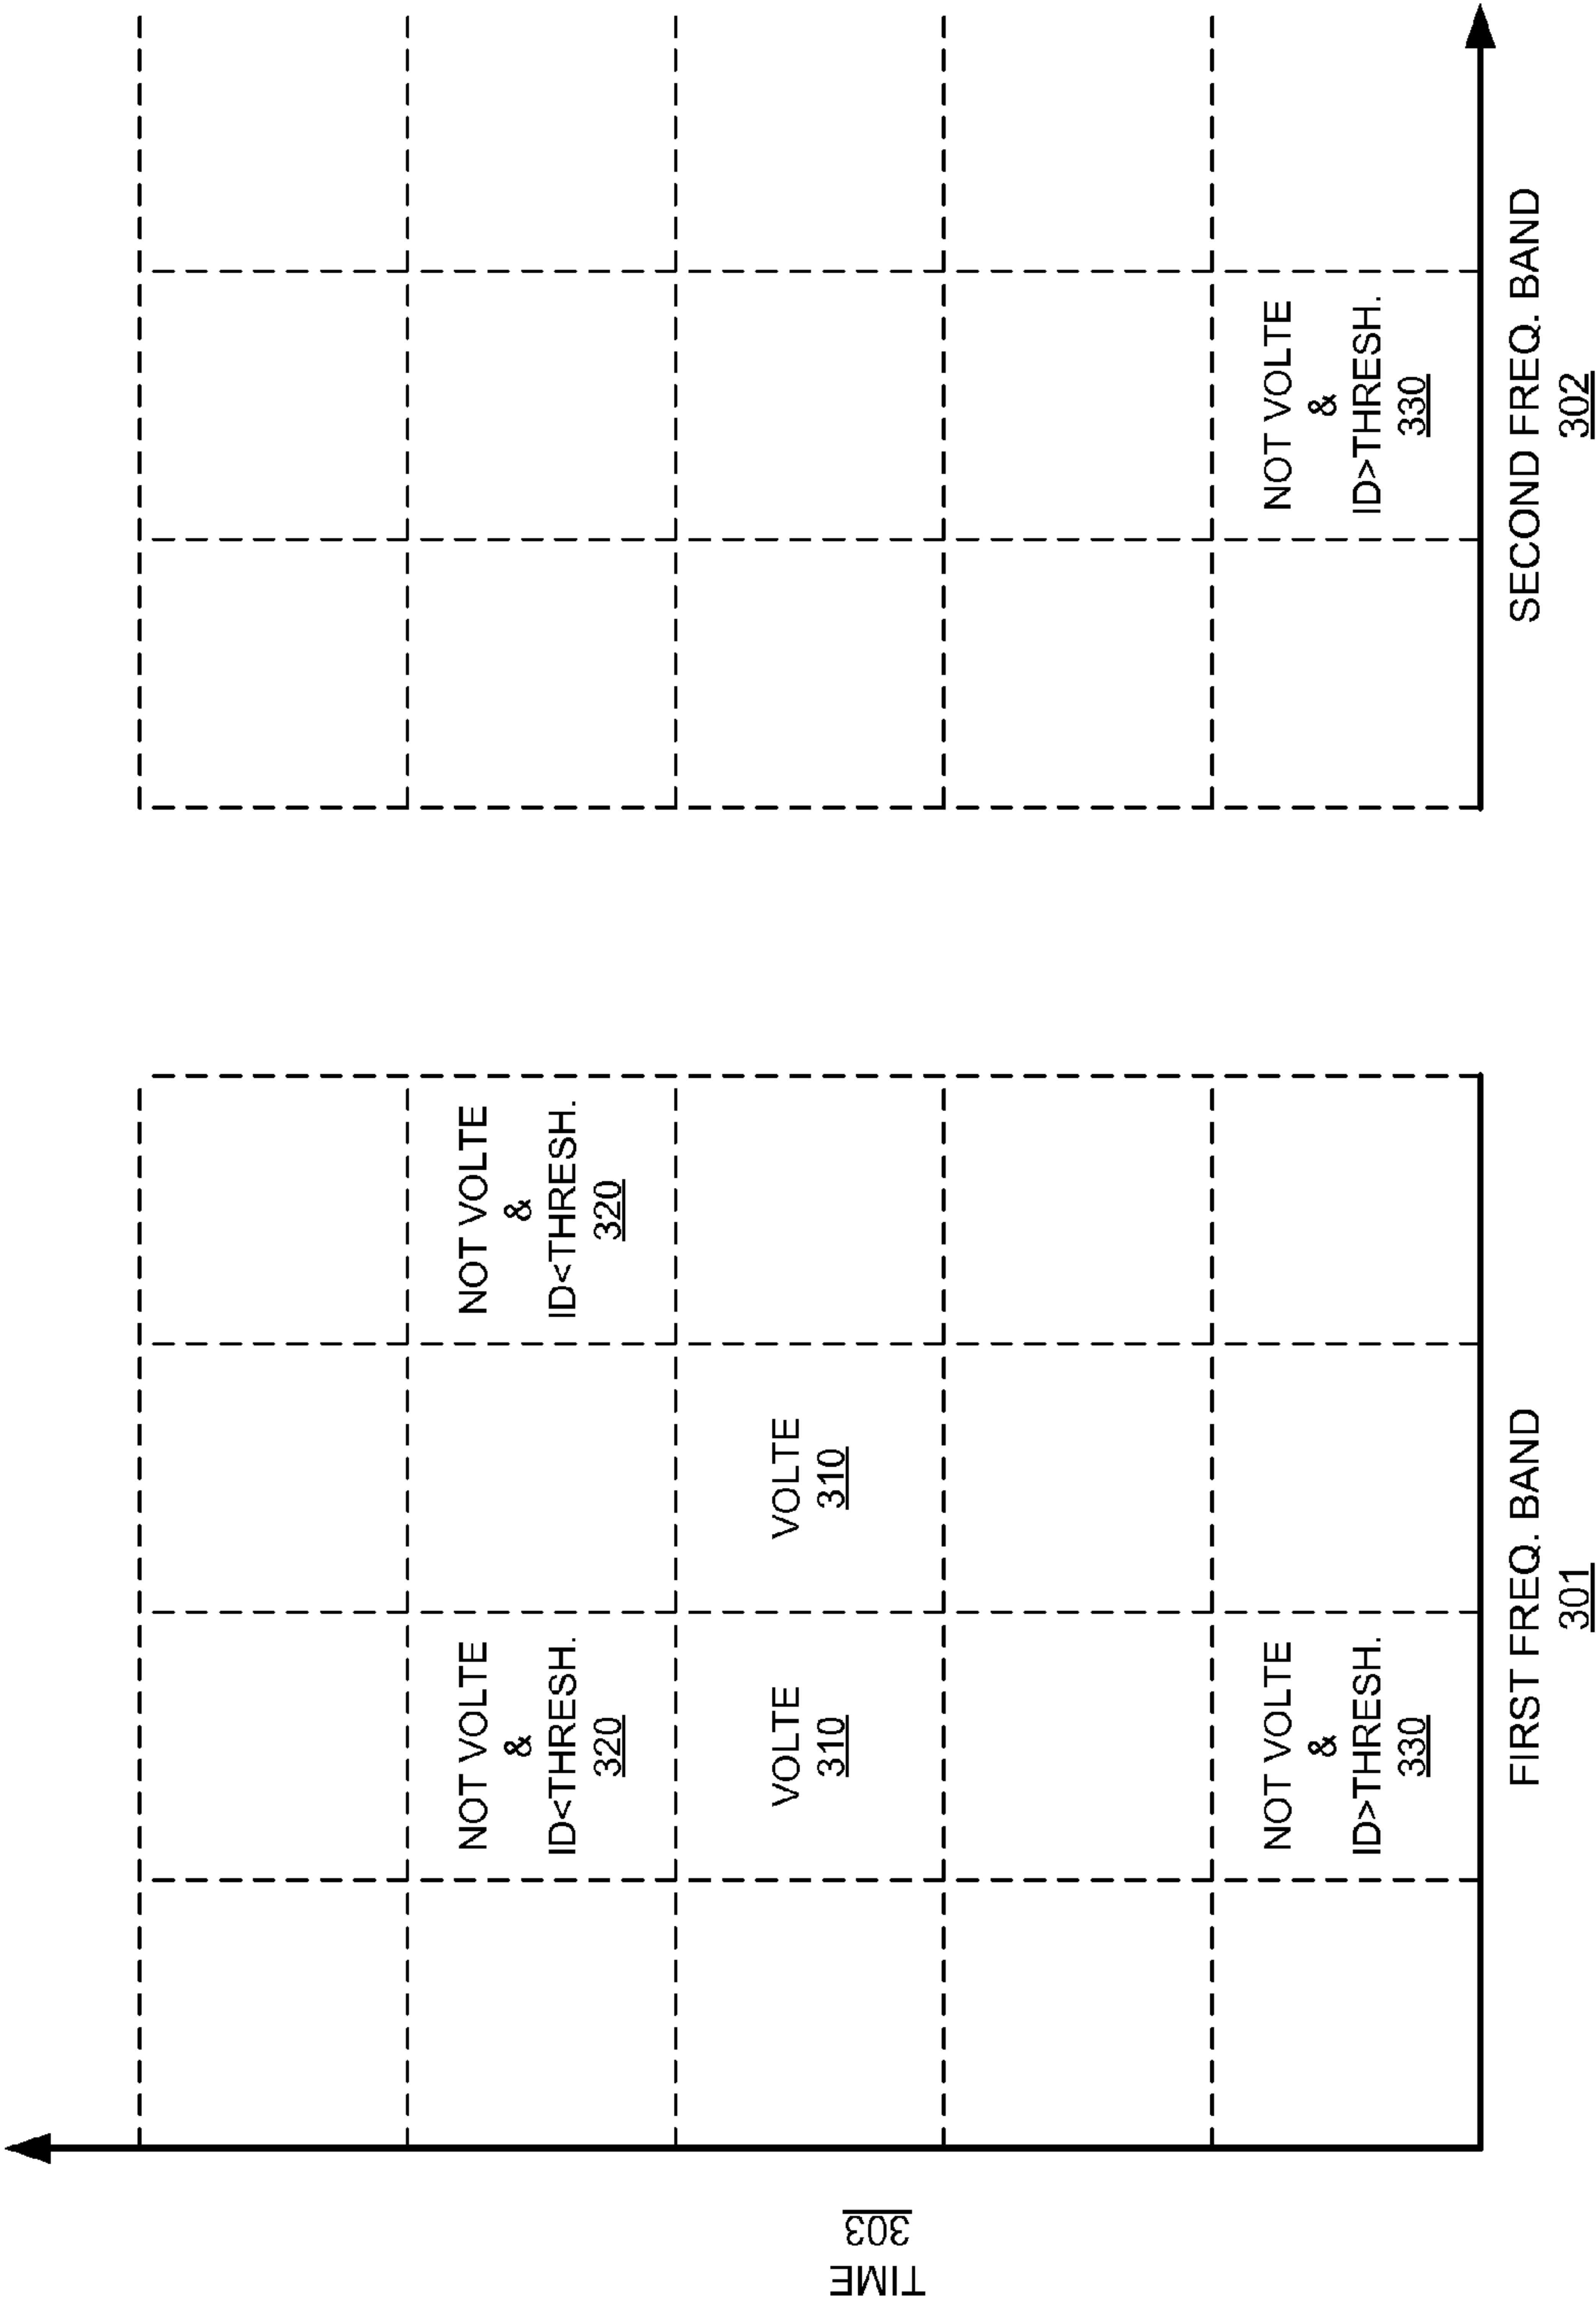 TIME
303
NOT VOLTE
&
ID<THRESH.
320
NOT VOLTE
&
ID<THRESH.
320
VOLTE
310
VOLTE
310
NOT VOLTE
&
ID>THRESH.
330
NOT VOLTE
&
ID>THRESH.
330
FIRST FREQ. BAND
301
SECOND FREQ. BAND
302